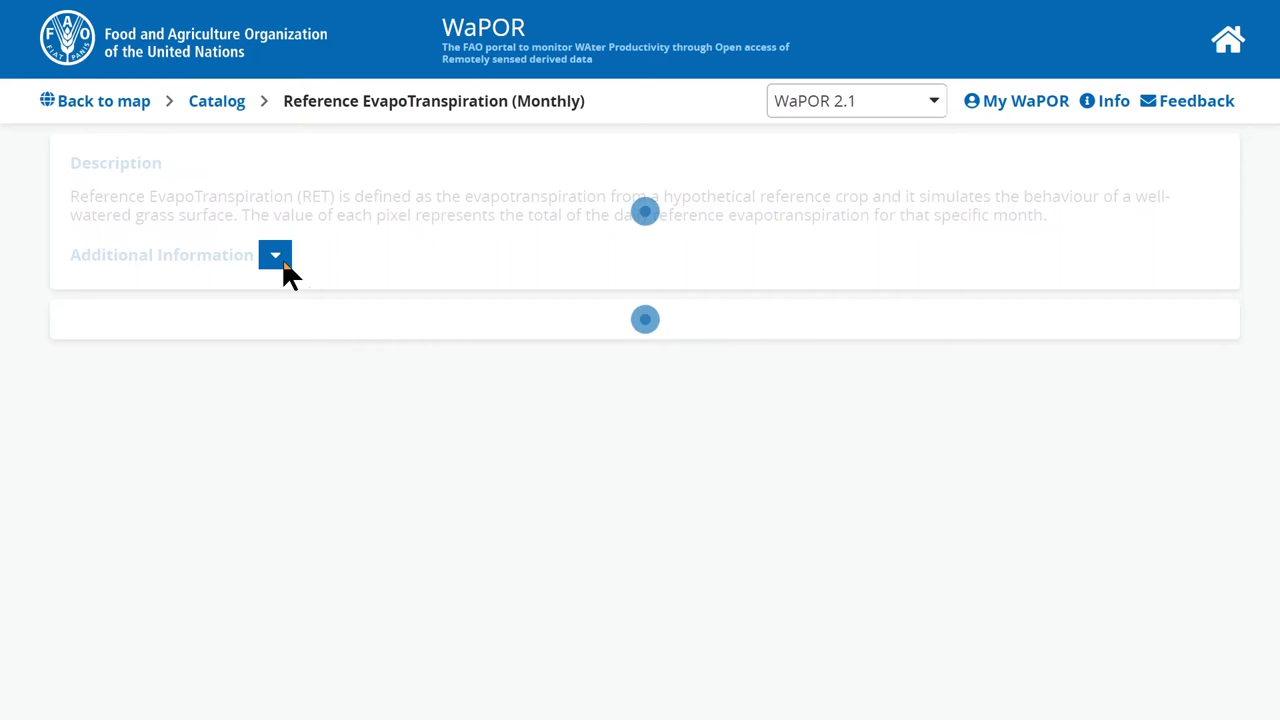 Food and Agriculture Organization
of the United Nations
WaPOR
The FAO portal to monitor WAter Productivity through Open access of
Remotely sensed derived data
Back to map > Catalog > Reference EvapoTranspiration (Monthly)
WaPOR 2.1
My WaPOR
Info
Feedback
Description
Reference EvapoTranspiration (RET) is defined as the evapotranspiration from a hypothetical reference crop and it simulates the behaviour of a well-
watered grass surface. The value of each pixel represents the total of the daily reference evapotranspiration for that specific month.
Additional Information